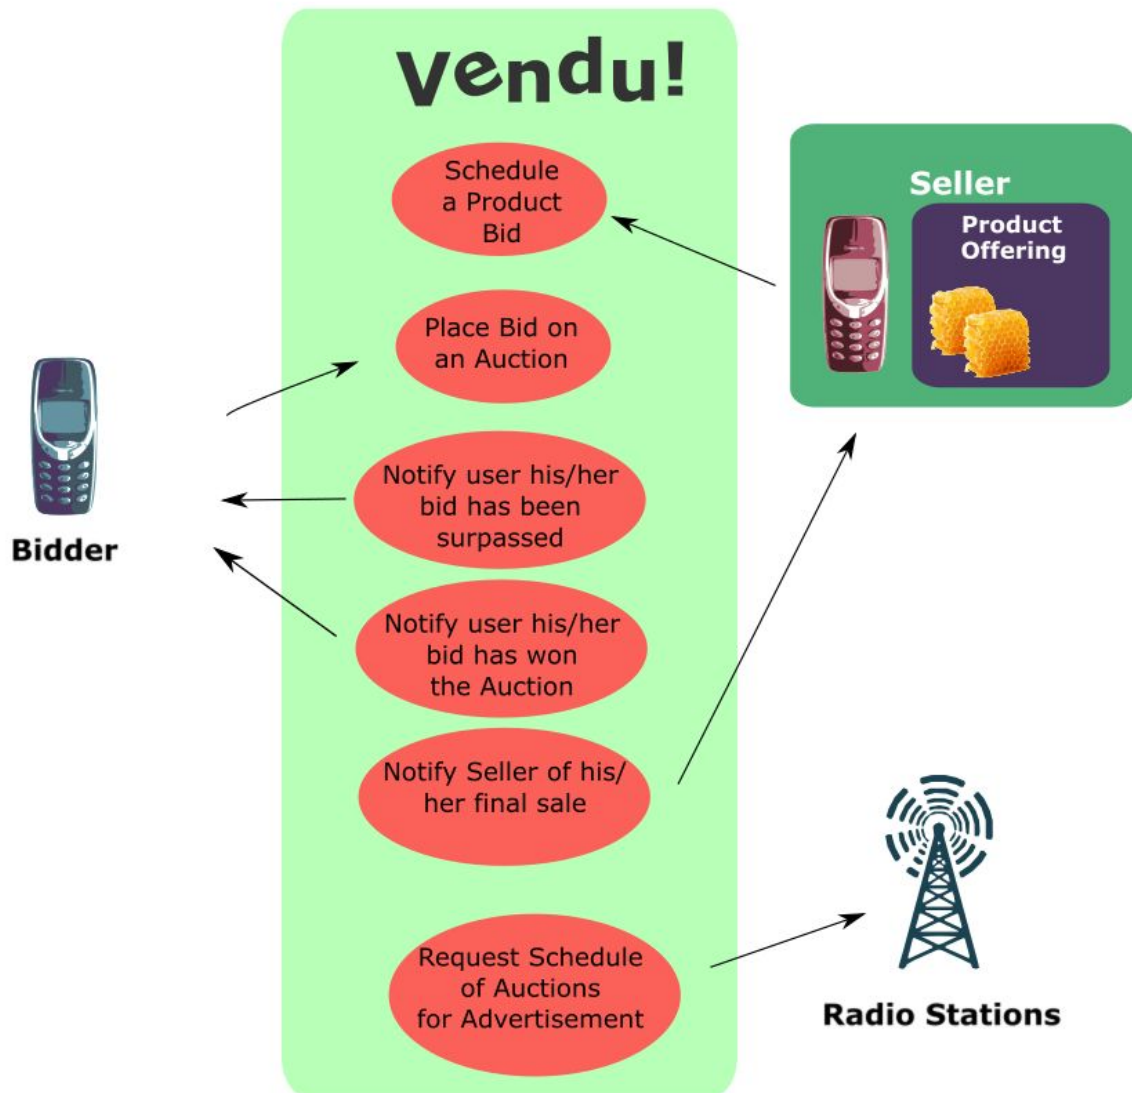 Vendu!
Schedule
a Product
Bid
Seller
Product
Offering
Place Bid on
an Auction
Notify user his/her
bid has been
surpassed
Bidder
Notify user his/her
bid has won
the Auction
Notify Seller of his/
her final sale
Request Schedule
of Auctions
for Advertisement
Radio Stations